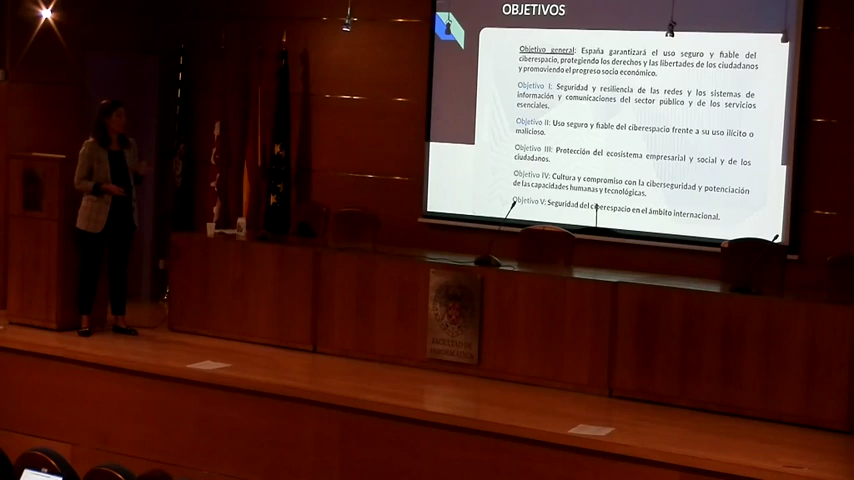 OBJETIVOS
Objetivo general: España garantizará el uso seguro y fiable del
ciberespacio, protegiendo los derechos y las libertades de los ciudadanos
y promoviendo el progreso socio económico.
Objetivo I: Seguridad y resiliencia de las redes y los sistemas de
información y comunicaciones del sector público y de los servicios
esenciales.
Objetivo II: Uso seguro y fiable del ciberespacio frente a su uso ilícito o
malicioso.
Objetivo III: Protección del ecosistema empresarial y social y de los
ciudadanos.
Objetivo IV: Cultura y compromiso con la ciberseguridad y potenciación
de las capacidades humanas y tecnológicas.
Objetivo V: Seguridad del ciberespacio en el ámbito internacional.
FACULTAD DE
INFORMÁTICA